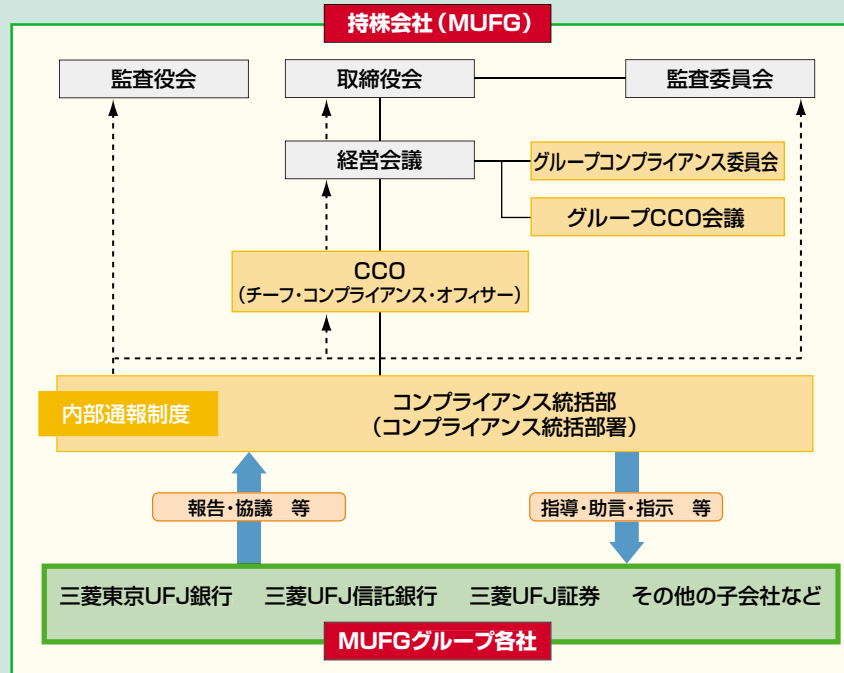 持株会社(MUFG)
監査役会
取締役会
監査委員会
経営会議
グループコンプライアンス委員会
グループCCO会議
CCO
(チーフ・コンプライアンス・オフィサー)
内部通報制度
コンプライアンス統括部
(コンプライアンス統括部署)
報告・協議 等
指導・助言・指示 等
三菱東京UFJ銀行 三菱UFJ信託銀行 三菱UFJ証券 その他の子会社など
MUFGグループ各社